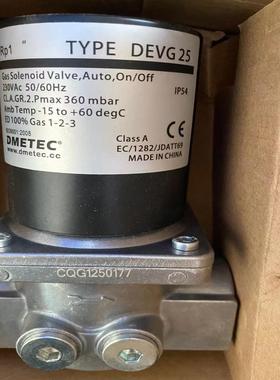 Rp1 " TYPE DEVG 25
Gas Solenoid Valve,Auto,On/Off
230VAc 50/60Hz IP54
CL.A.GR.2.Pmax 360 mbar
Amb Temp -15 to +60 degC
ED 100% Gas 1-2-3 CE
ISO9001:2008 Class A
DMETEC® EC/1282/JDATT69
www.dmetec.cc MADE IN CHINA
CQG1250177